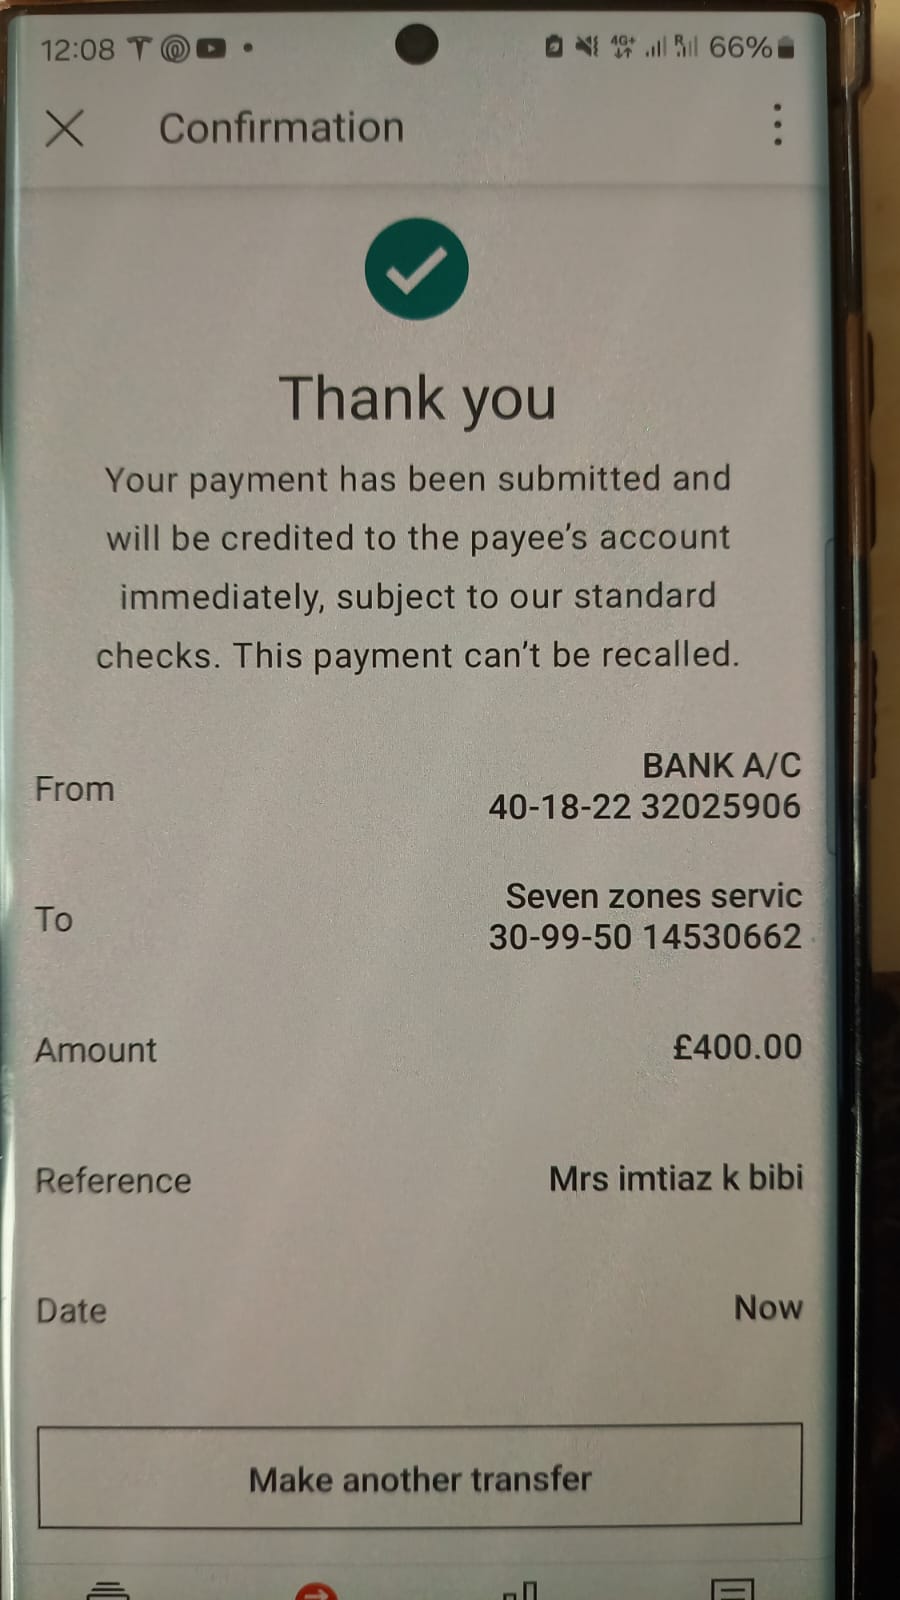 12:08
4G+
R
66%
Confirmation
Thank you
Your payment has been submitted and
will be credited to the payee's account
immediately, subject to our standard
checks. This payment can't be recalled.
From
BANK A/C
40-18-22 32025906
To
Seven zones servic
30-99-50 14530662
Amount
£400.00
Reference
Mrs imtiaz k bibi
Date
Now
Make another transfer